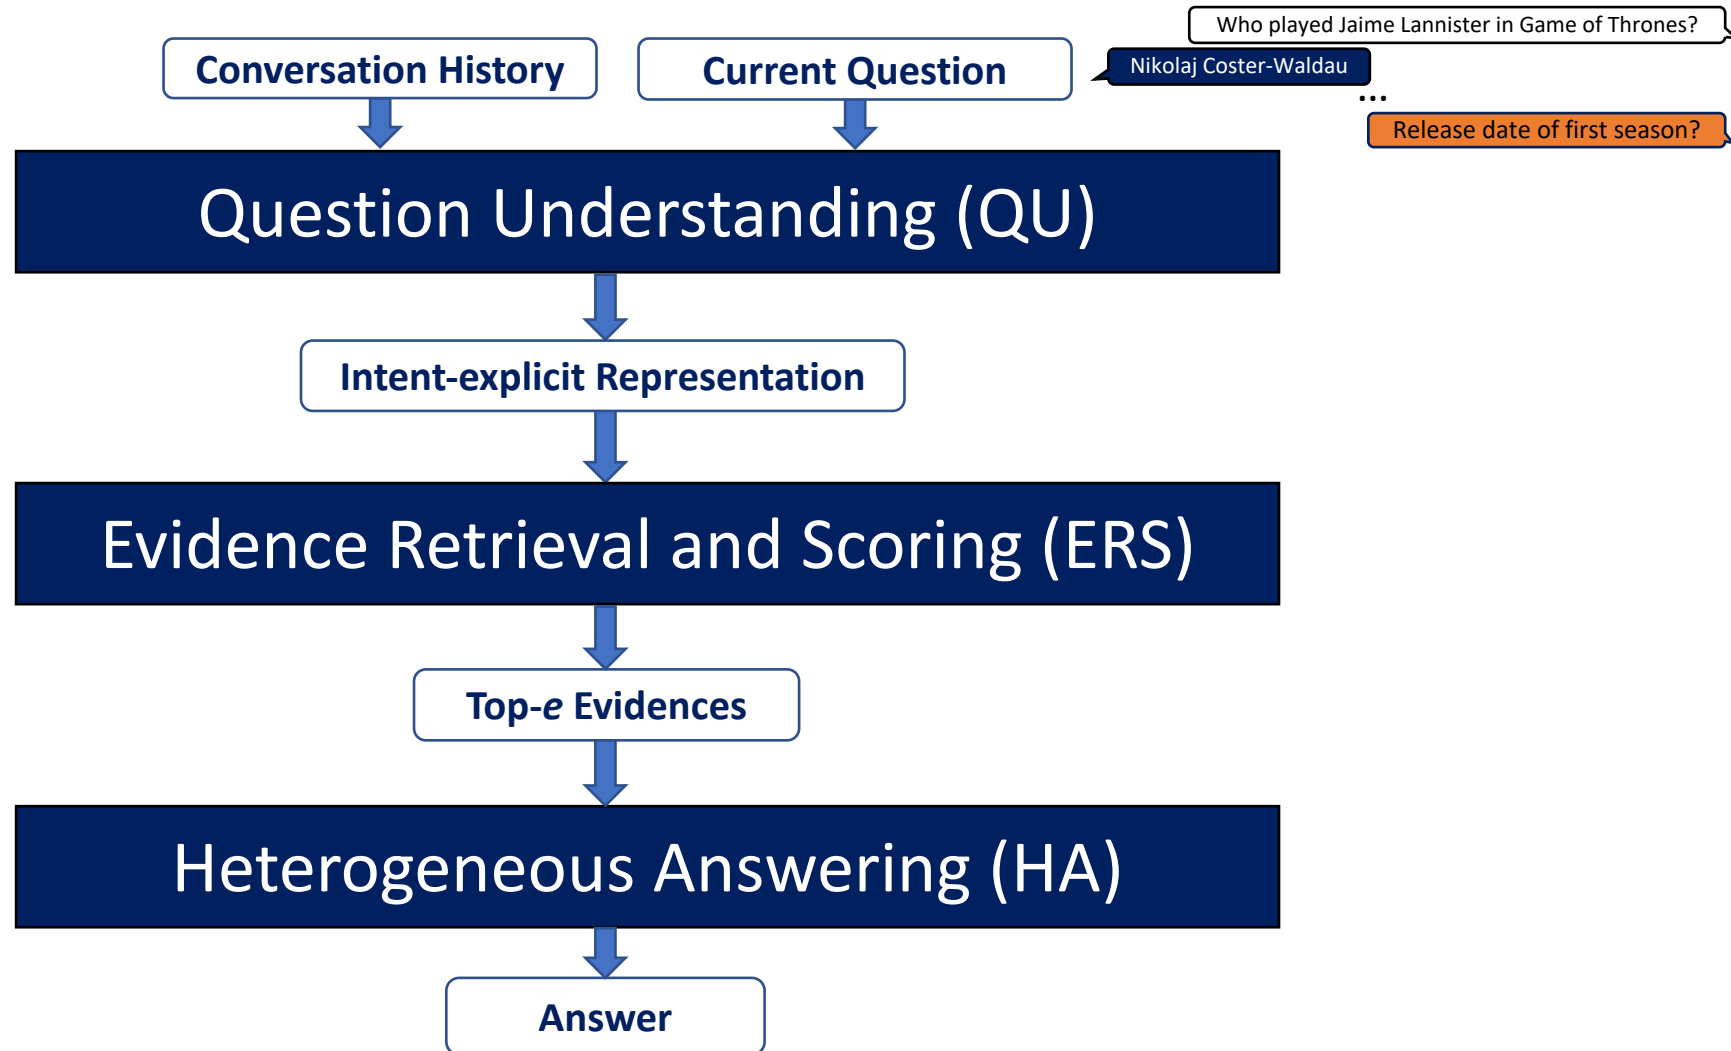 Who played Jaime Lannister in Game of Thrones?
Conversation History
Current Question
Nikolaj Coster-Waldau
...
Release date of first season?
Question Understanding (QU)
Intent-explicit Representation
Evidence Retrieval and Scoring (ERS)
Top-e Evidences
Heterogeneous Answering (HA)
Answer